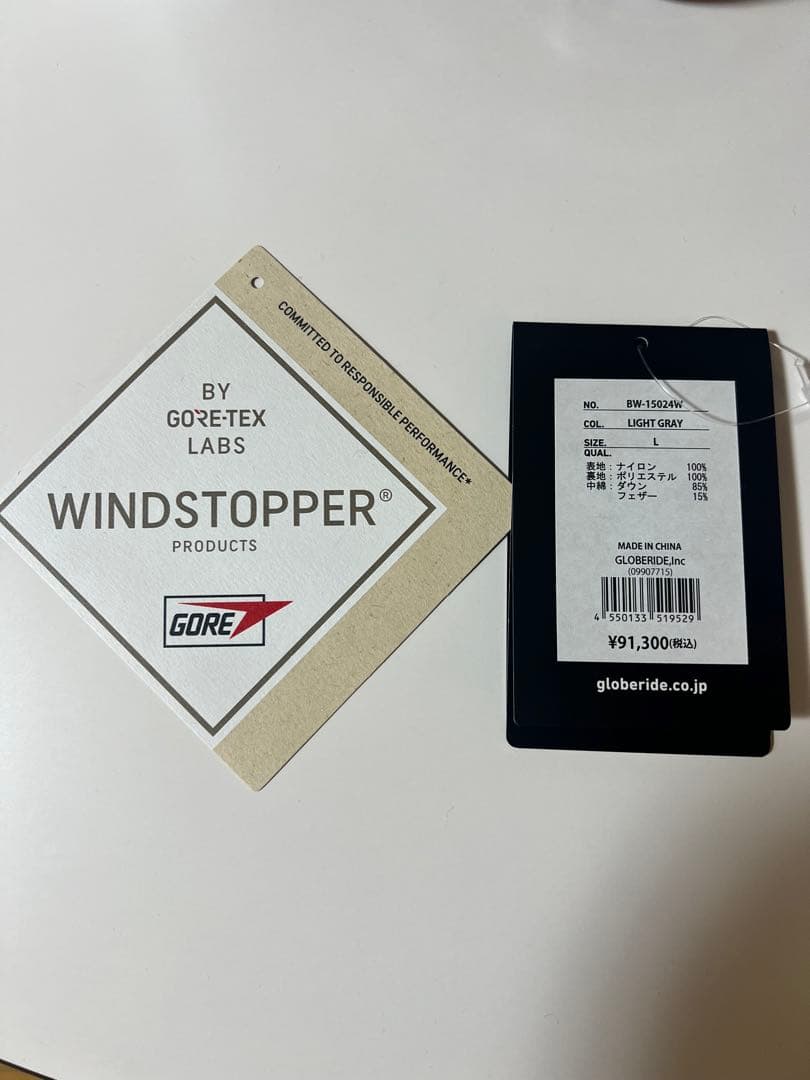 COMMITTED TO RESPONSIBLE PERFORMANCE*
BY
GORE-TEX
LABS
WINDSTOPPER®
PRODUCTS
GORE
NO. BW-15024W
COL. LIGHT GRAY
SIZE. L
QUAL.
表地：ナイロン 100%
裏地：ポリエステル 100%
中綿：ダウン 85%
フェザー 15%
MADE IN CHINA
GLOBERIDE,Inc
(09907715)
4 550133 519529
¥91,300(税込)
globeride.co.jp